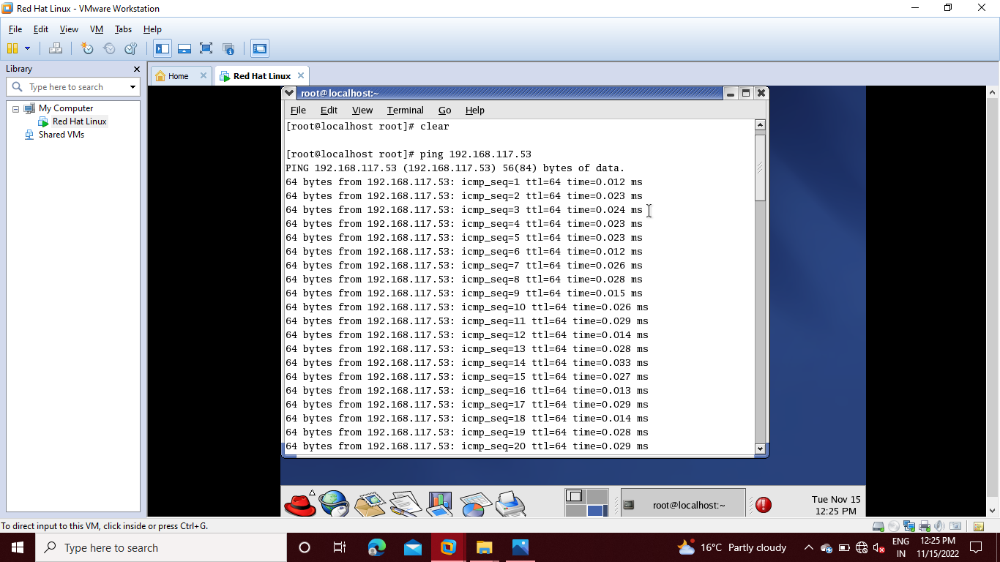 Red Hat Linux - VMware Workstation
File Edit View VM Tabs Help
Library
Type here to search
My Computer
Red Hat Linux
Shared VMs
Home
Red Hat Linux
root@localhost:~
File Edit View Terminal Go Help
[root@localhost root]# clear
[root@localhost root]# ping 192.168.117.53
PING 192.168.117.53 (192.168.117.53) 56(84) bytes of data.
64 bytes from 192.168.117.53: icmp_seq=1 ttl=64 time=0.012 ms
64 bytes from 192.168.117.53: icmp_seq=2 ttl=64 time=0.023 ms
64 bytes from 192.168.117.53: icmp_seq=3 ttl=64 time=0.024 ms
64 bytes from 192.168.117.53: icmp_seq=4 ttl=64 time=0.023 ms
64 bytes from 192.168.117.53: icmp_seq=5 ttl=64 time=0.023 ms
64 bytes from 192.168.117.53: icmp_seq=6 ttl=64 time=0.012 ms
64 bytes from 192.168.117.53: icmp_seq=7 ttl=64 time=0.026 ms
64 bytes from 192.168.117.53: icmp_seq=8 ttl=64 time=0.028 ms
64 bytes from 192.168.117.53: icmp_seq=9 ttl=64 time=0.015 ms
64 bytes from 192.168.117.53: icmp_seq=10 ttl=64 time=0.026 ms
64 bytes from 192.168.117.53: icmp_seq=11 ttl=64 time=0.029 ms
64 bytes from 192.168.117.53: icmp_seq=12 ttl=64 time=0.014 ms
64 bytes from 192.168.117.53: icmp_seq=13 ttl=64 time=0.028 ms
64 bytes from 192.168.117.53: icmp_seq=14 ttl=64 time=0.033 ms
64 bytes from 192.168.117.53: icmp_seq=15 ttl=64 time=0.027 ms
64 bytes from 192.168.117.53: icmp_seq=16 ttl=64 time=0.013 ms
64 bytes from 192.168.117.53: icmp_seq=17 ttl=64 time=0.029 ms
64 bytes from 192.168.117.53: icmp_seq=18 ttl=64 time=0.014 ms
64 bytes from 192.168.117.53: icmp_seq=19 ttl=64 time=0.028 ms
64 bytes from 192.168.117.53: icmp_seq=20 ttl=64 time=0.029 ms
root@localhost:~
Tue Nov 15
12:25 PM
To direct input to this VM, click inside or press Ctrl+G.
Type here to search
16°C Partly cloudy
ENG
IN
12:25 PM
11/15/2022